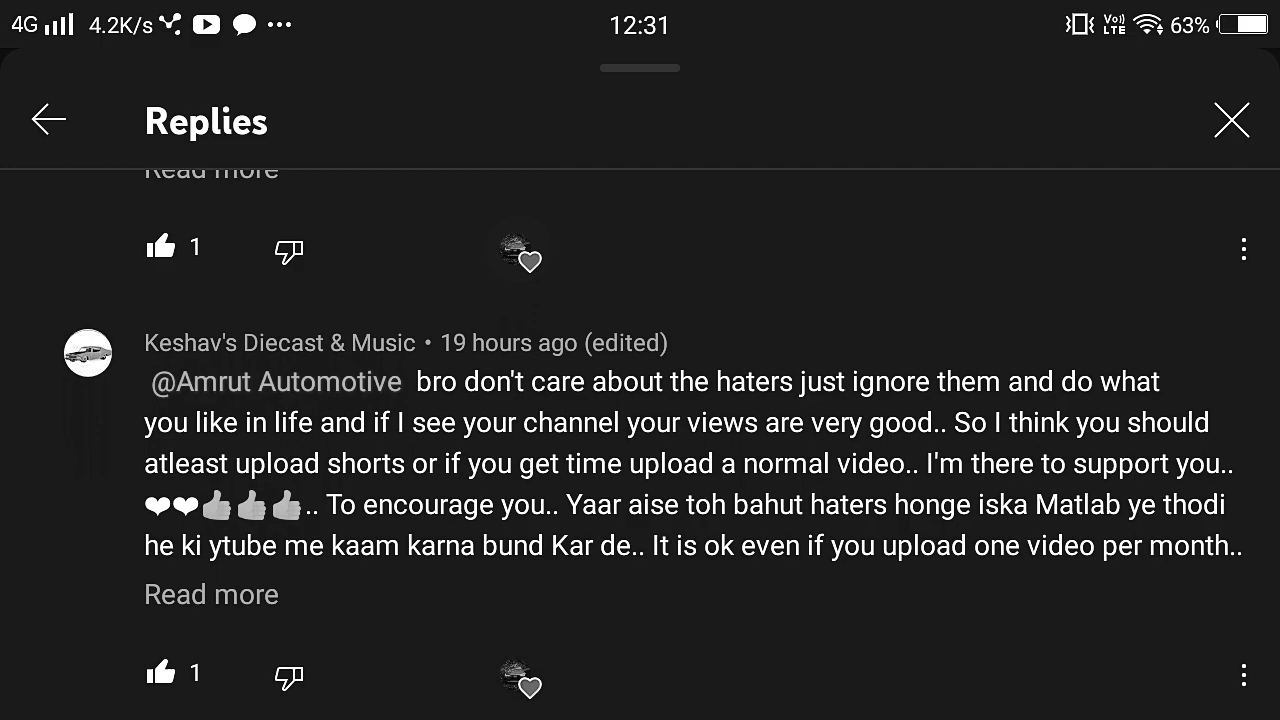 4G 4.2K/s 12:31 Vo)) LTE 63%
Replies
Read more
1
Keshav's Diecast & Music • 19 hours ago (edited)
@Amrut Automotive bro don't care about the haters just ignore them and do what
you like in life and if I see your channel your views are very good.. So I think you should
atleast upload shorts or if you get time upload a normal video.. I'm there to support you..
❤❤👍👍👍.. To encourage you.. Yaar aise toh bahut haters honge iska Matlab ye thodi
he ki ytube me kaam karna bund Kar de.. It is ok even if you upload one video per month..
Read more
1